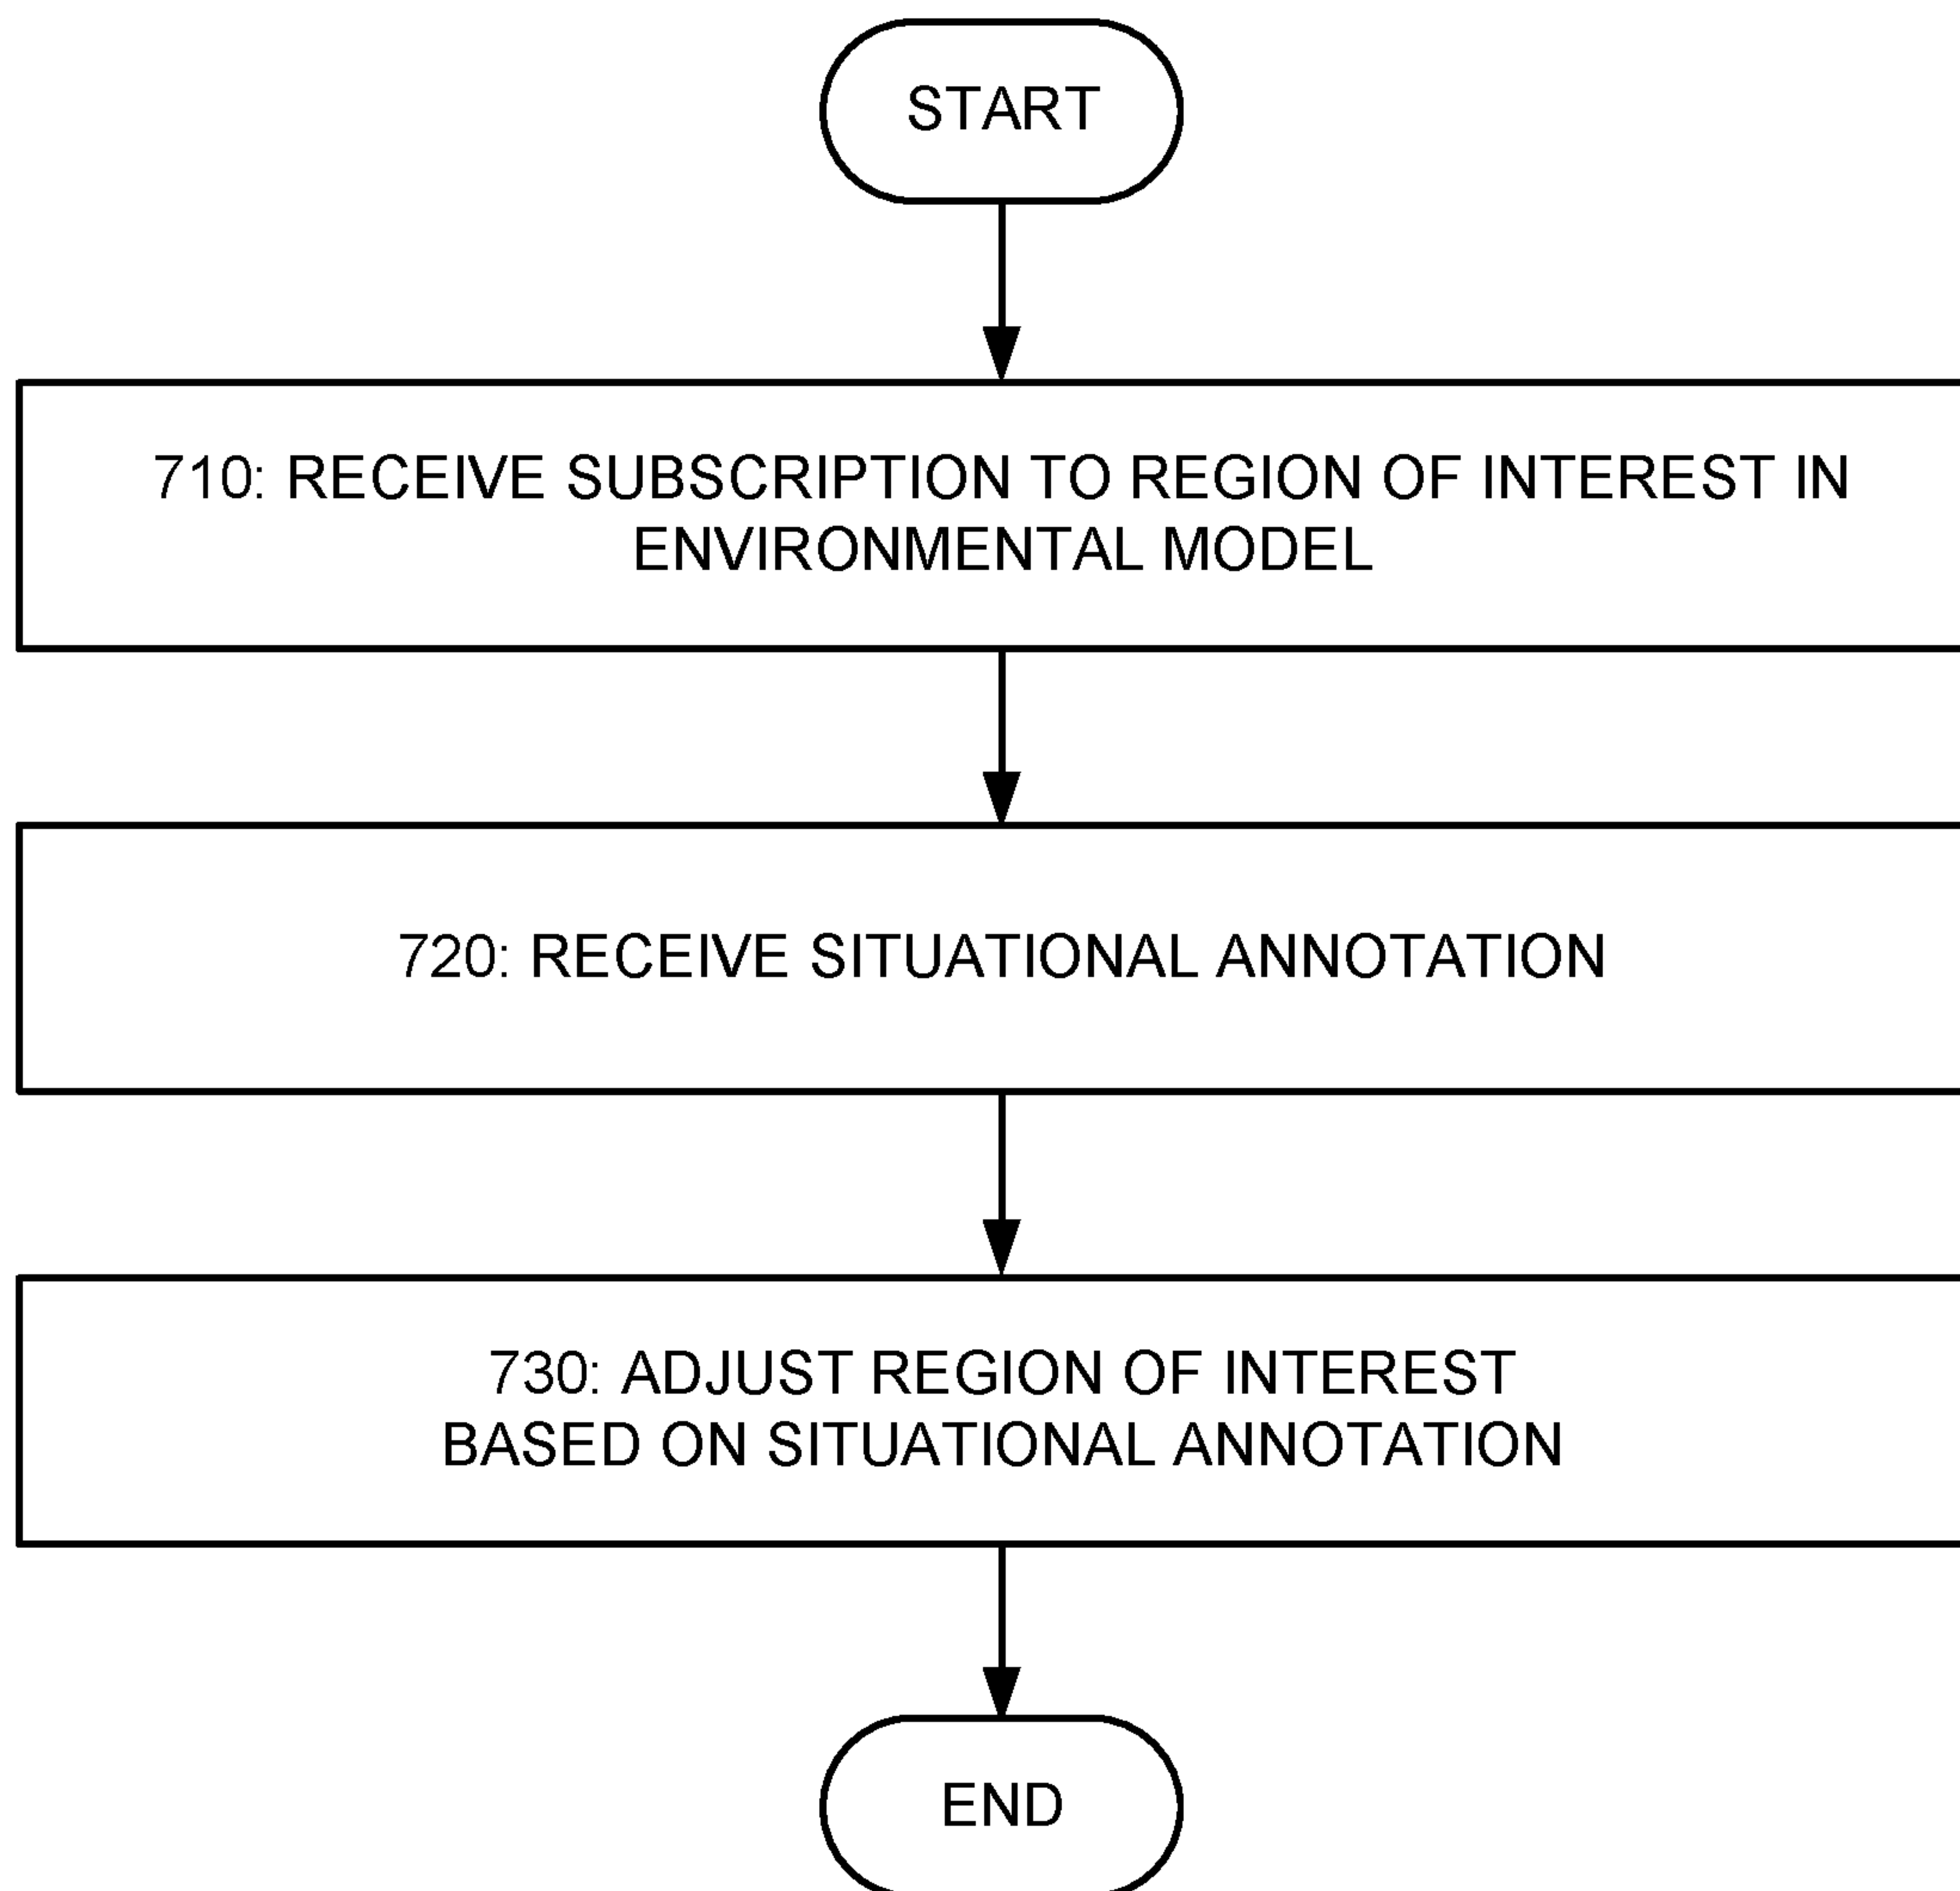 START
710: RECEIVE SUBSCRIPTION TO REGION OF INTEREST IN
ENVIRONMENTAL MODEL
720: RECEIVE SITUATIONAL ANNOTATION
730: ADJUST REGION OF INTEREST
BASED ON SITUATIONAL ANNOTATION
END